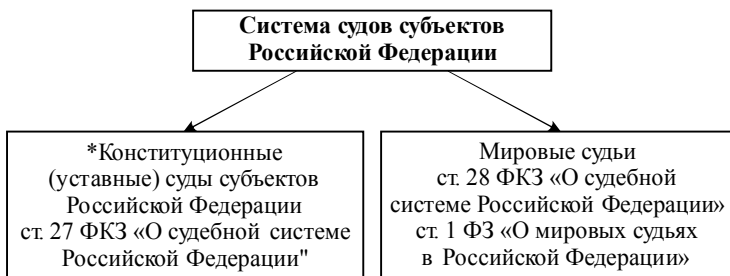 Система судов субъектов
Российской Федерации
*Конституционные
(уставные) суды субъектов
Российской Федерации
ст. 27 ФКЗ «О судебной системе
Российской Федерации"
Мировые судьи
ст. 28 ФКЗ «О судебной
системе Российской Федерации»
ст. 1 ФЗ «О мировых судьях
в Российской Федерации»